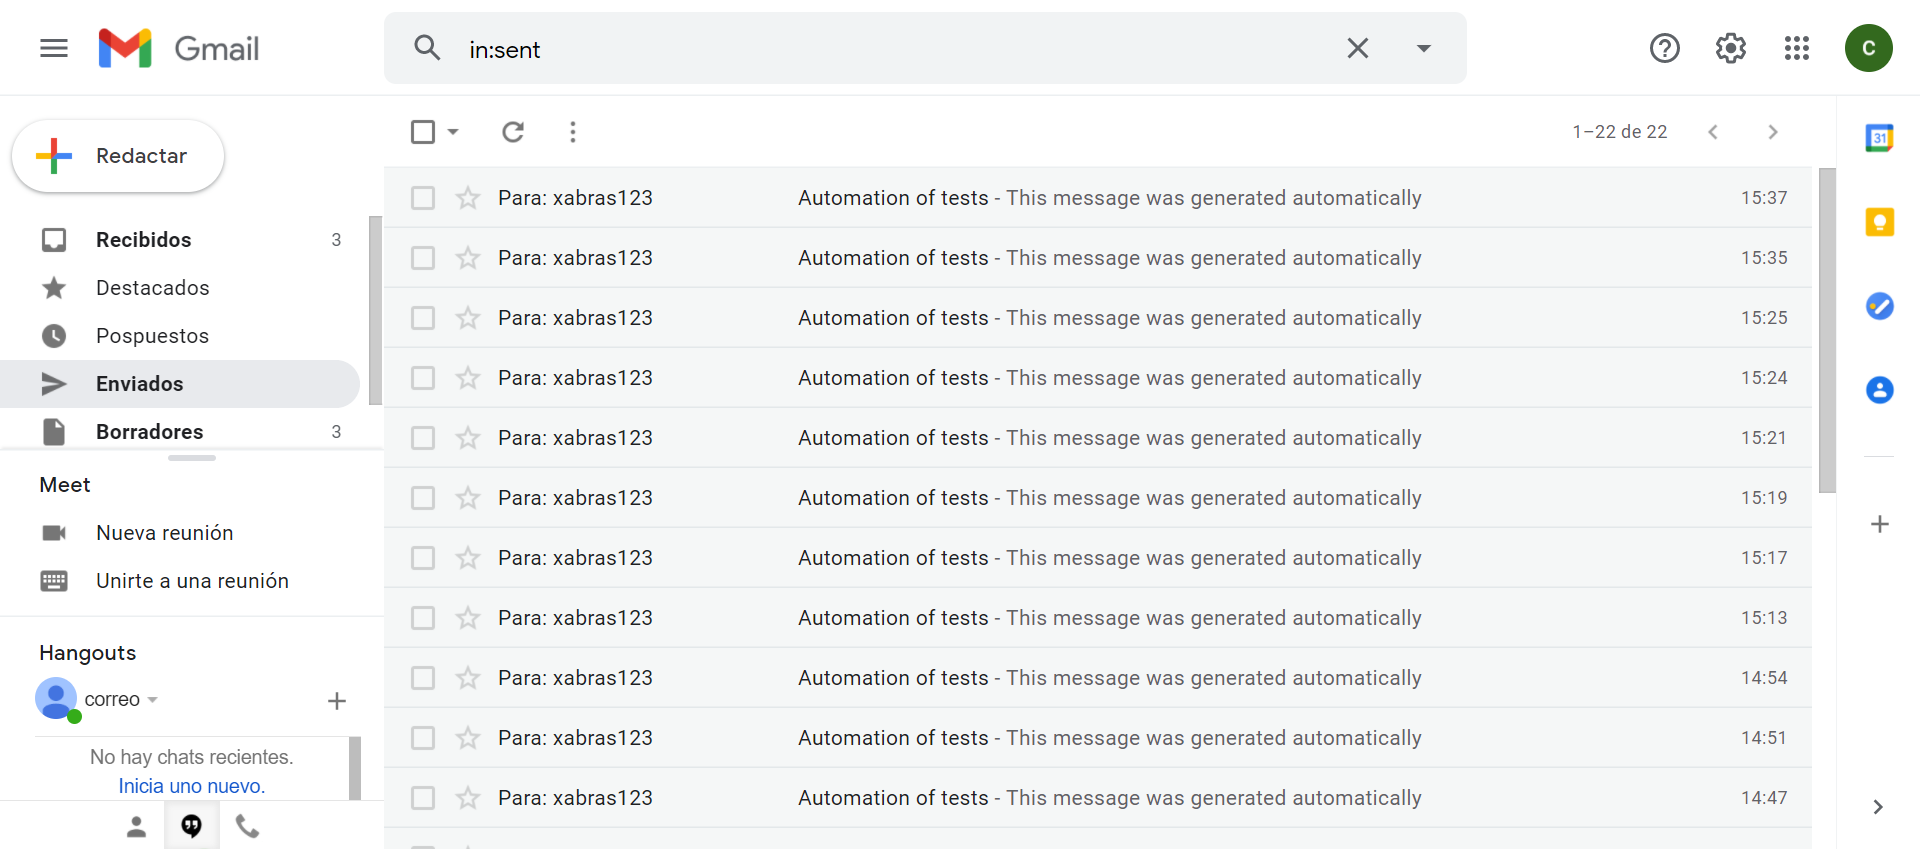 Gmail
in:sent
C
Redactar
1–22 de 22
31
Recibidos 3
Destacados
Pospuestos
Enviados
Borradores 3
Meet
Nueva reunión
Unirte a una reunión
Hangouts
correo
No hay chats recientes.
Inicia uno nuevo.
Para: xabras123 Automation of tests - This message was generated automatically 15:37
Para: xabras123 Automation of tests - This message was generated automatically 15:35
Para: xabras123 Automation of tests - This message was generated automatically 15:25
Para: xabras123 Automation of tests - This message was generated automatically 15:24
Para: xabras123 Automation of tests - This message was generated automatically 15:21
Para: xabras123 Automation of tests - This message was generated automatically 15:19
Para: xabras123 Automation of tests - This message was generated automatically 15:17
Para: xabras123 Automation of tests - This message was generated automatically 15:13
Para: xabras123 Automation of tests - This message was generated automatically 14:54
Para: xabras123 Automation of tests - This message was generated automatically 14:51
Para: xabras123 Automation of tests - This message was generated automatically 14:47